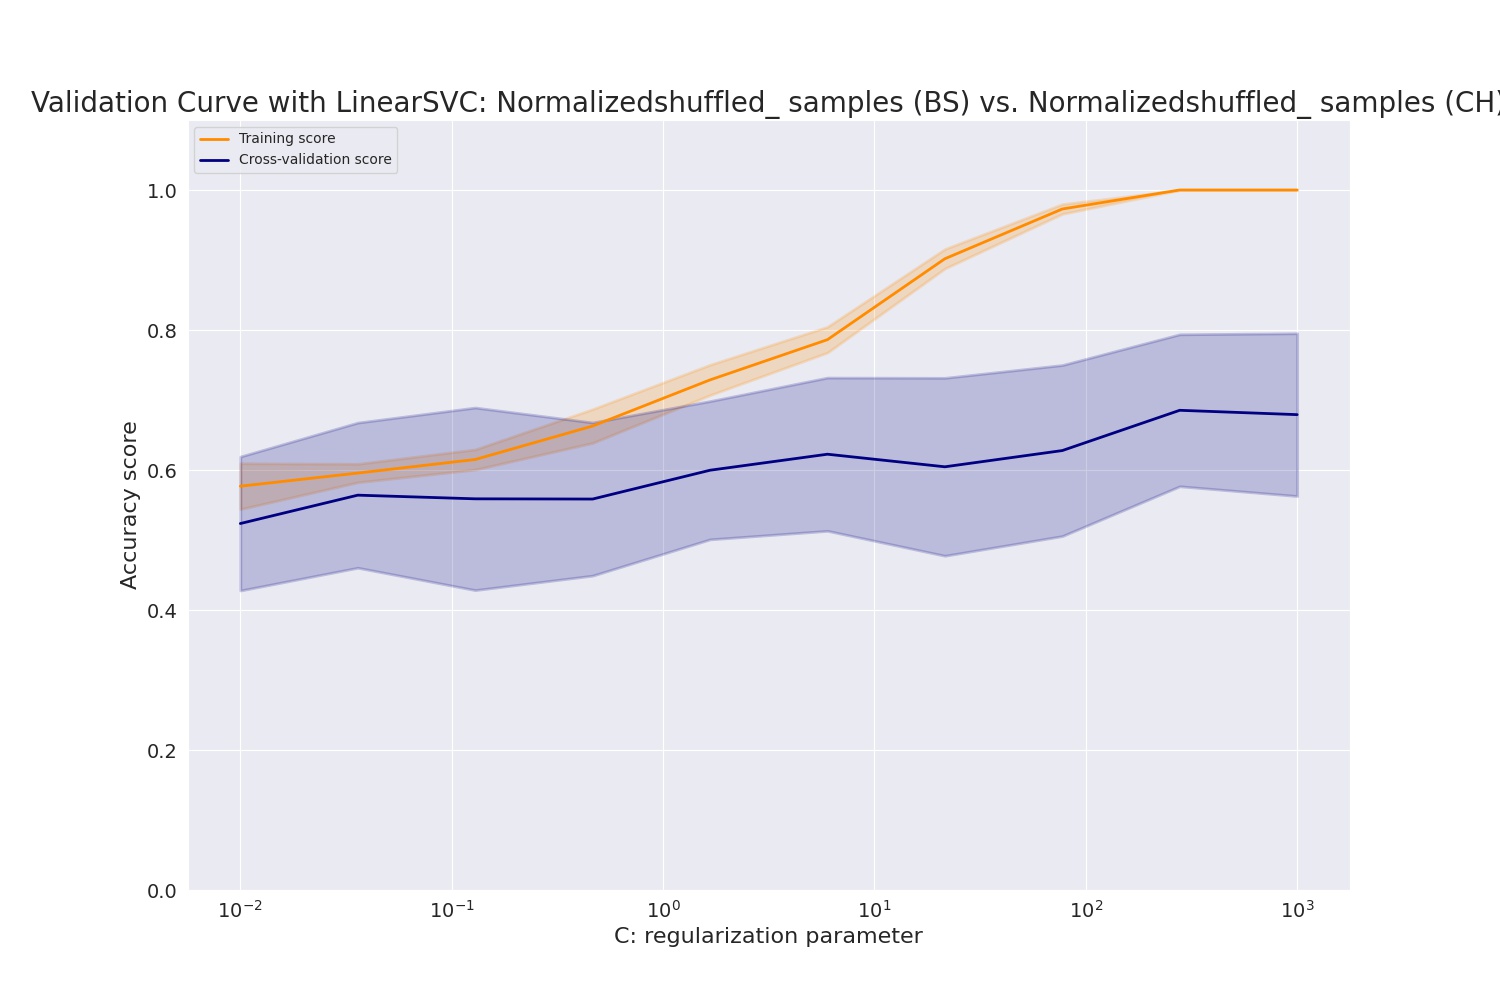 Validation Curve with LinearSVC: Normalizedshuffled_ samples (BS) vs. Normalizedshuffled_ samples (CH)
Training score
Cross-validation score
1.0
0.8
0.6
0.4
0.2
0.0
Accuracy score
10⁻² 10⁻¹ 10⁰ 10¹ 10² 10³
C: regularization parameter